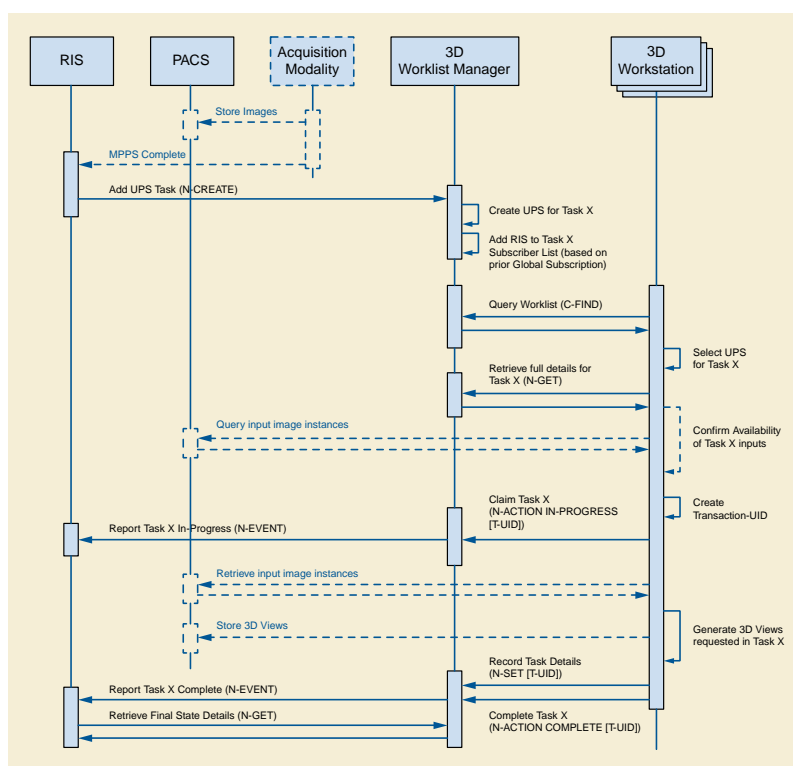 RIS
PACS
Acquisition
Modality
3D
Worklist Manager
3D
Workstation
Store Images
MPPS Complete
Add UPS Task (N-CREATE)
Create UPS for Task X
Add RIS to Task X
Subscriber List (based on
prior Global Subscription)
Query Worklist (C-FIND)
Select UPS
for Task X
Retrieve full details for
Task X (N-GET)
Query input image instances
Confirm Availability
of Task X inputs
Create
Transaction-UID
Claim Task X
(N-ACTION IN-PROGRESS
[T-UID])
Report Task X In-Progress (N-EVENT)
Retrieve input image instances
Store 3D Views
Generate 3D Views
requested in Task X
Record Task Details
(N-SET [T-UID])
Report Task X Complete (N-EVENT)
Retrieve Final State Details (N-GET)
Complete Task X
(N-ACTION COMPLETE [T-UID])